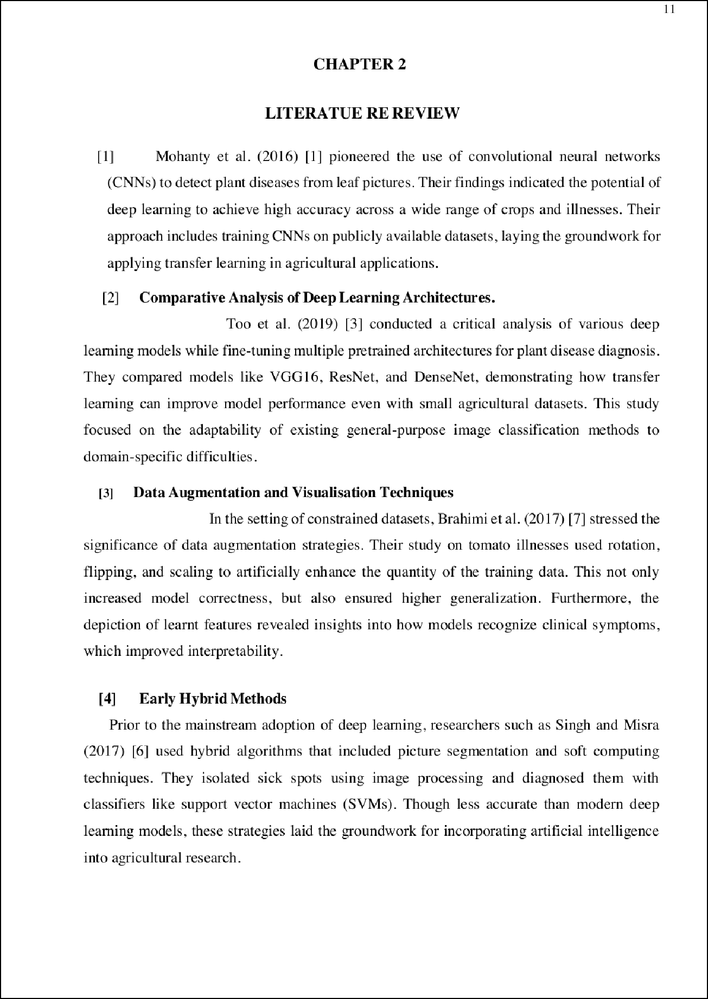 11
CHAPTER 2
LITERATUE RE REVIEW
[1] Mohanty et al. (2016) [1] pioneered the use of convolutional neural networks
(CNNs) to detect plant diseases from leaf pictures. Their findings indicated the potential of
deep learning to achieve high accuracy across a wide range of crops and illnesses. Their
approach includes training CNNs on publicly available datasets, laying the groundwork for
applying transfer learning in agricultural applications.
[2] Comparative Analysis of Deep Learning Architectures.
Too et al. (2019) [3] conducted a critical analysis of various deep
learning models while fine-tuning multiple pretrained architectures for plant disease diagnosis.
They compared models like VGG16, ResNet, and DenseNet, demonstrating how transfer
learning can improve model performance even with small agricultural datasets. This study
focused on the adaptability of existing general-purpose image classification methods to
domain-specific difficulties.
[3] Data Augmentation and Visualisation Techniques
In the setting of constrained datasets, Brahimi et al. (2017) [7] stressed the
significance of data augmentation strategies. Their study on tomato illnesses used rotation,
flipping, and scaling to artificially enhance the quantity of the training data. This not only
increased model correctness, but also ensured higher generalization. Furthermore, the
depiction of learnt features revealed insights into how models recognize clinical symptoms,
which improved interpretability.
[4] Early Hybrid Methods
Prior to the mainstream adoption of deep learning, researchers such as Singh and Misra
(2017) [6] used hybrid algorithms that included picture segmentation and soft computing
techniques. They isolated sick spots using image processing and diagnosed them with
classifiers like support vector machines (SVMs). Though less accurate than modern deep
learning models, these strategies laid the groundwork for incorporating artificial intelligence
into agricultural research.